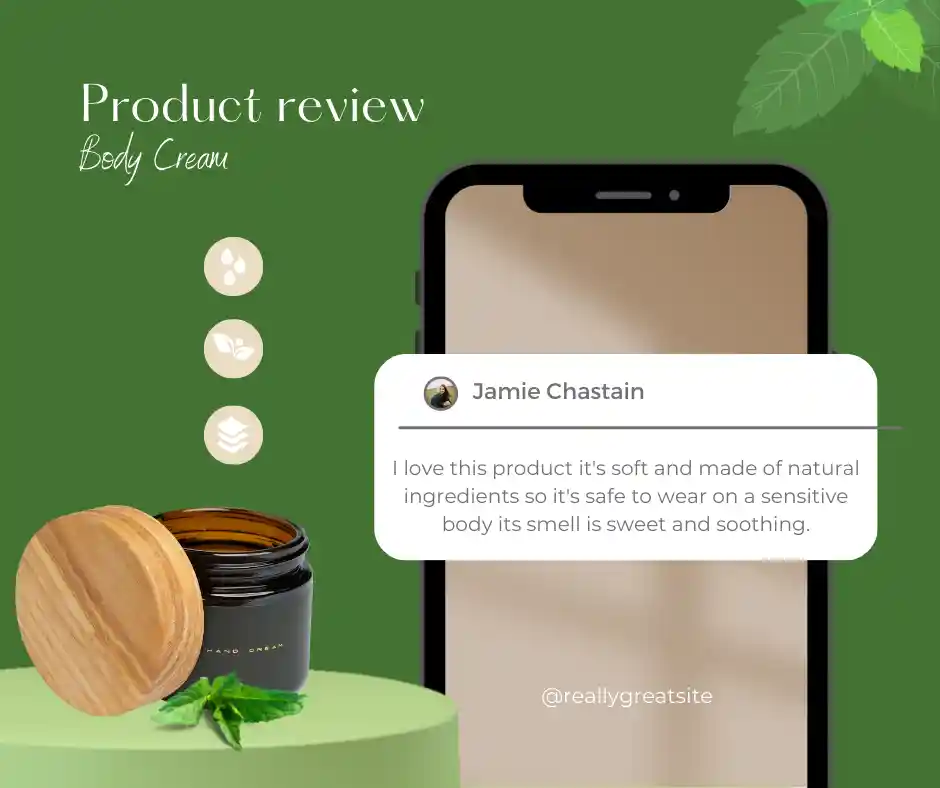 Product review
Body Cream
Jamie Chastain
I love this product it's soft and made of natural
ingredients so it's safe to wear on a sensitive
body its smell is sweet and soothing.
HAND CREAM
@reallygreatsite